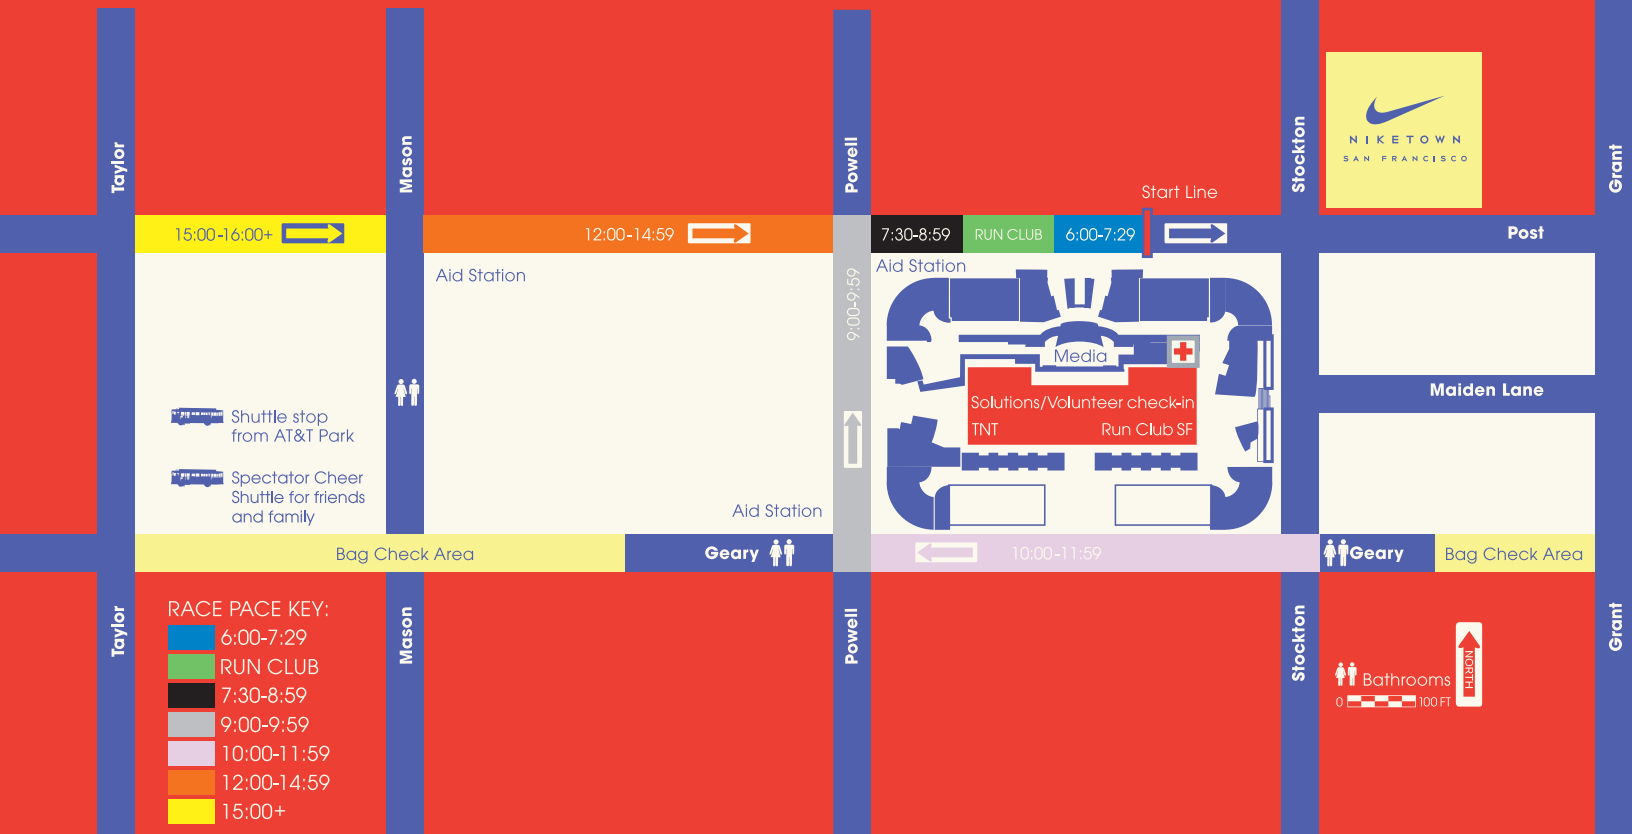 Taylor
Mason
Powell
Stockton
Grant
NIKETOWN
SAN FRANCISCO
Start Line
15:00-16:00+
12:00-14:59
7:30-8:59
RUN CLUB
6:00-7:29
Post
Aid Station
Aid Station
9:00-9:59
Media
Maiden Lane
Solutions/Volunteer check-in
TNT
Run Club SF
Shuttle stop
from AT&T Park
Spectator Cheer
Shuttle for friends
and family
Aid Station
Bag Check Area
Geary
10:00-11:59
Geary
Bag Check Area
Taylor
Mason
Powell
Stockton
Grant
RACE PACE KEY:
6:00-7:29
RUN CLUB
7:30-8:59
9:00-9:59
10:00-11:59
12:00-14:59
15:00+
Bathrooms
0
100 FT
NORTH